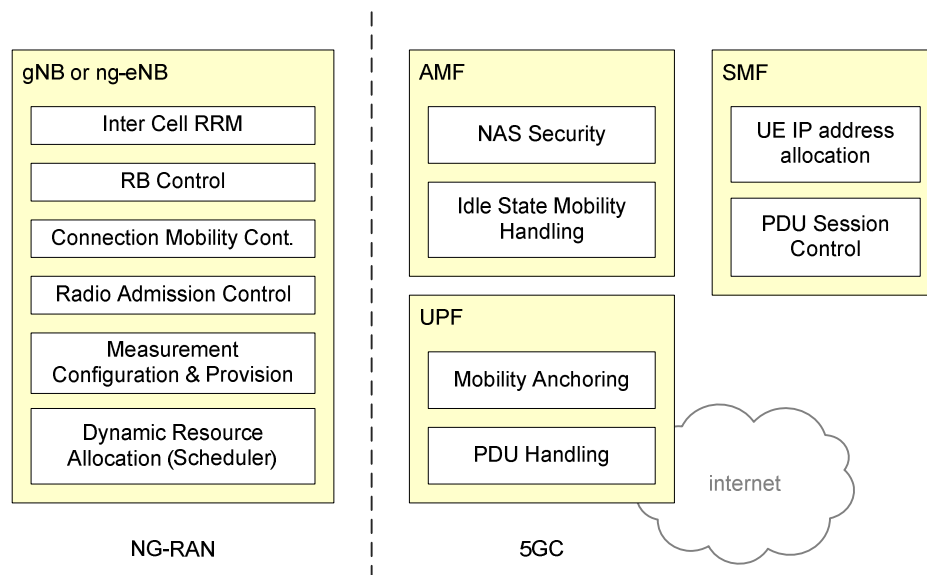 gNB or ng-eNB
Inter Cell RRM
RB Control
Connection Mobility Cont.
Radio Admission Control
Measurement
Configuration & Provision
Dynamic Resource
Allocation (Scheduler)
NG-RAN
AMF
NAS Security
Idle State Mobility
Handling
SMF
UE IP address
allocation
PDU Session
Control
UPF
Mobility Anchoring
PDU Handling
internet
5GC